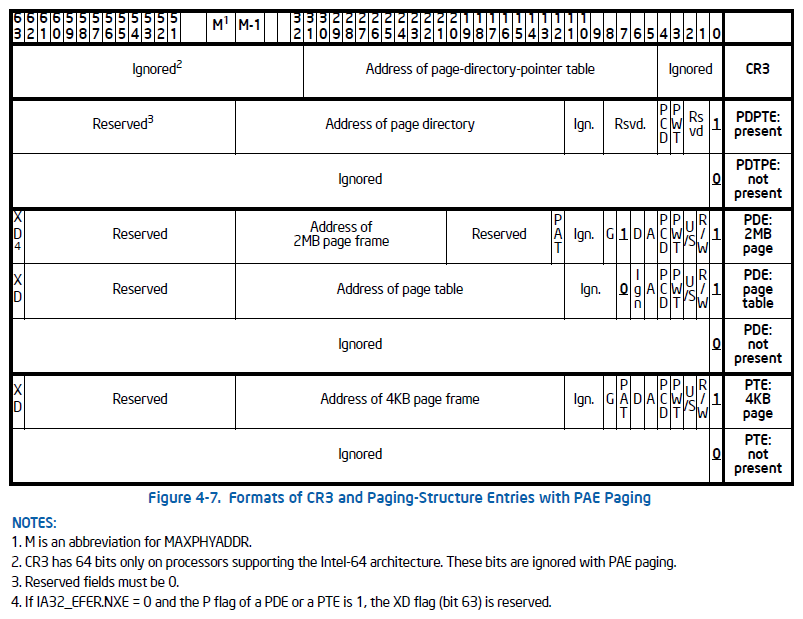 6 6 6 6 5 5 5 5 5 5 5 5 5 M¹ M-1 3 3 3 2 2 2 2 2 2 2 2 2 2 1 1 1 1 1 1 1 1 1 1
3 2 1 0 9 8 7 6 5 4 3 2 1 2 1 0 9 8 7 6 5 4 3 2 1 0 9 8 7 6 5 4 3 2 1 0 9 8 7 6 5 4 3 2 1 0
Ignored² Address of page-directory-pointer table Ignored CR3
Reserved³ Address of page directory Ign. Rsvd. PCD PWT Rsvd 1 PDPTE: present
Ignored 0 PDTPE: not present
XD4 Reserved Address of 2MB page frame Reserved PAT Ign. G 1 D A PCD PWT U/S R/W 1 PDE: 2MB page
XD Reserved Address of page table Ign. 0 Ign A PCD PWT U/S R/W 1 PDE: page table
Ignored 0 PDE: not present
XD Reserved Address of 4KB page frame Ign. G PAT D A PCD PWT U/S R/W 1 PTE: 4KB page
Ignored 0 PTE: not present
Figure 4-7. Formats of CR3 and Paging-Structure Entries with PAE Paging
NOTES:
1. M is an abbreviation for MAXPHYADDR.
2. CR3 has 64 bits only on processors supporting the Intel-64 architecture. These bits are ignored with PAE paging.
3. Reserved fields must be 0.
4. If IA32_EFER.NXE = 0 and the P flag of a PDE or a PTE is 1, the XD flag (bit 63) is reserved.